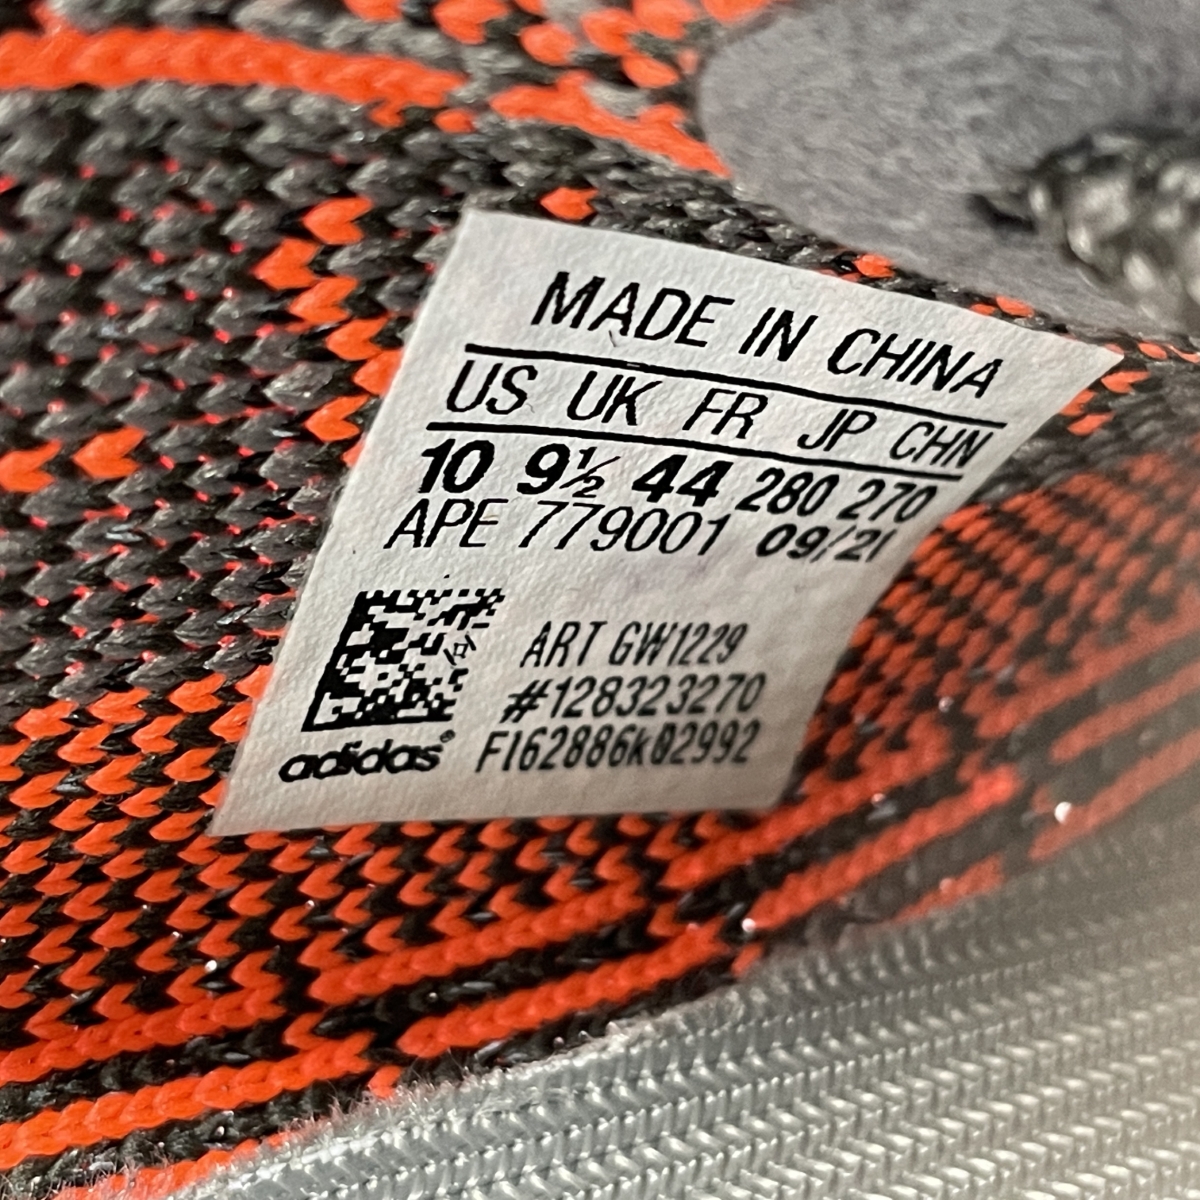 MADE IN CHINA
US UK FR JP CHN
10 9½ 44 280 270
APE 779001 09/21
ART GW1229
#128323270
F162886k02992
adidas®